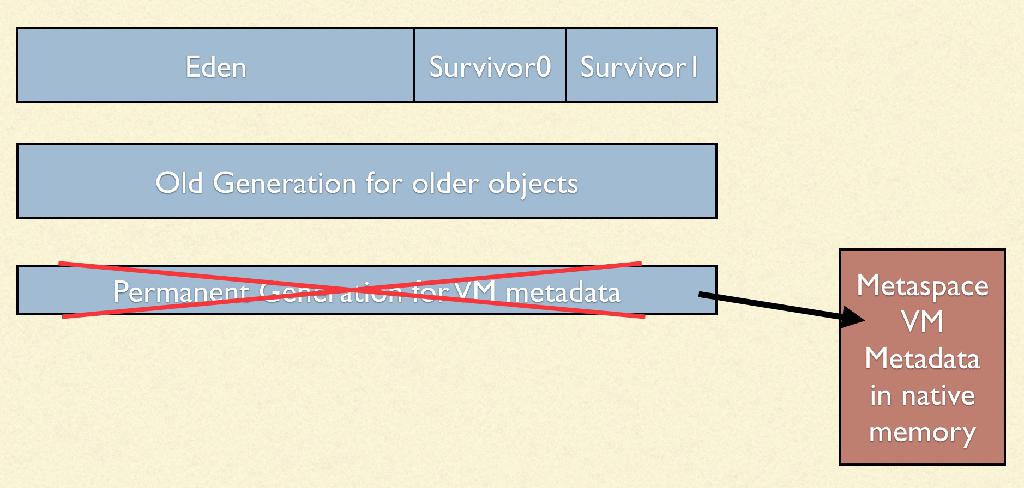 Eden
Survivor0
Survivor1
Old Generation for older objects
Permanent Generation for VM metadata
Metaspace
VM
Metadata
in native
memory